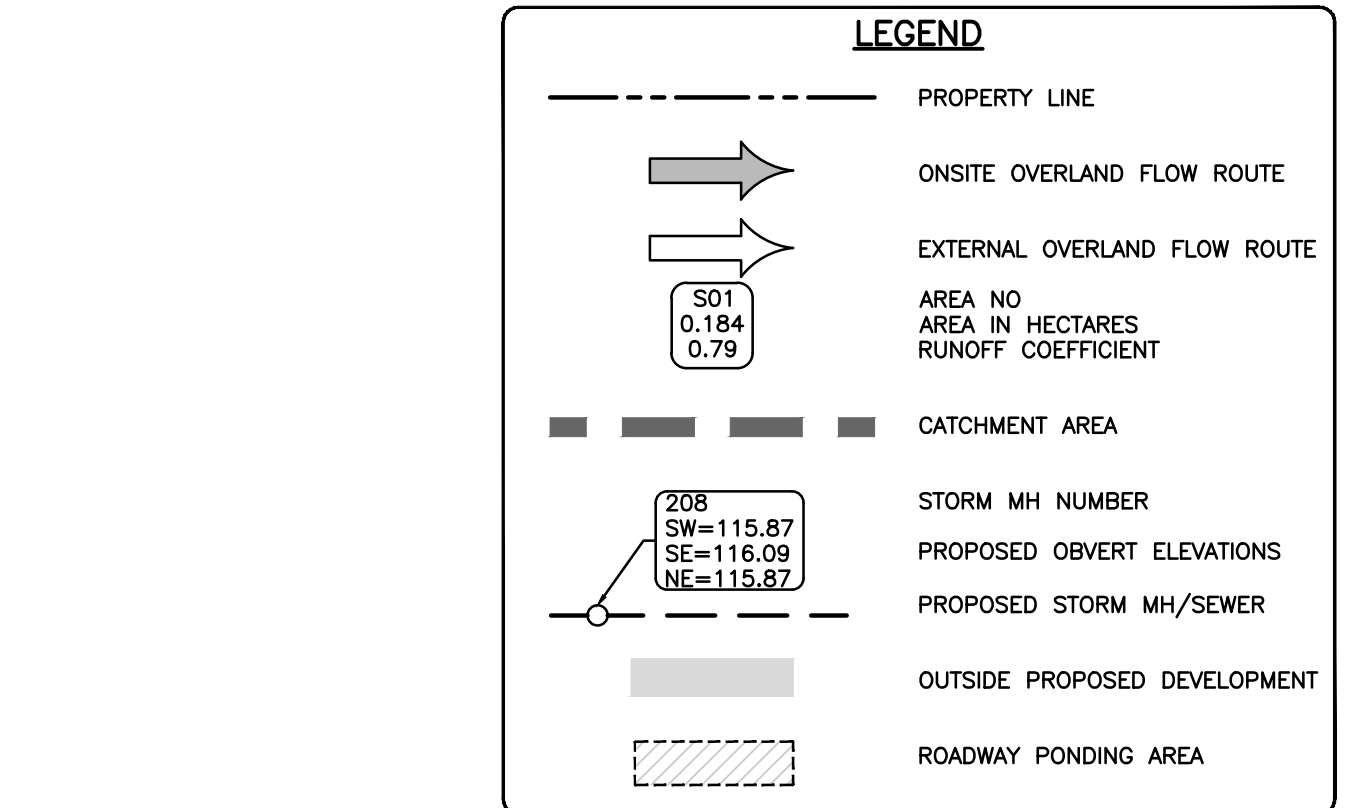 LEGEND
PROPERTY LINE
ONSITE OVERLAND FLOW ROUTE
EXTERNAL OVERLAND FLOW ROUTE
S01
0.184
0.79
AREA NO
AREA IN HECTARES
RUNOFF COEFFICIENT
CATCHMENT AREA
208
SW=115.87
SE=116.09
NE=115.87
STORM MH NUMBER
PROPOSED OBVERT ELEVATIONS
PROPOSED STORM MH/SEWER
OUTSIDE PROPOSED DEVELOPMENT
ROADWAY PONDING AREA